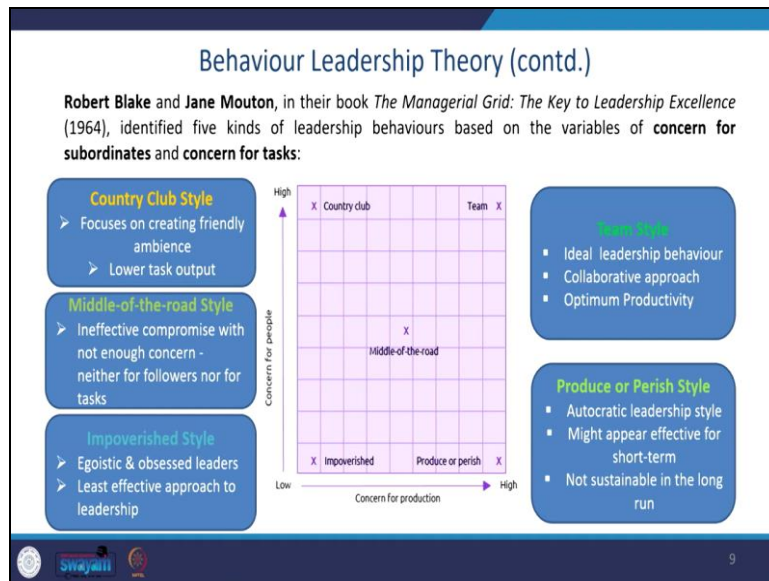 Behaviour Leadership Theory (contd.)
Robert Blake and Jane Mouton, in their book The Managerial Grid: The Key to Leadership Excellence
(1964), identified five kinds of leadership behaviours based on the variables of concern for
subordinates and concern for tasks:
Country Club Style
➢ Focuses on creating friendly
ambience
➢ Lower task output
Middle-of-the-road Style
➢ Ineffective compromise with
not enough concern -
neither for followers nor for
tasks
Impoverished Style
➢ Egoistic & obsessed leaders
➢ Least effective approach to
leadership
High
Concern for people
Low
X Country club
Team X
X
Middle-of-the-road
X Impoverished
Produce or perish X
Concern for production
High
Team Style
▪ Ideal leadership behaviour
▪ Collaborative approach
▪ Optimum Productivity
Produce or Perish Style
▪ Autocratic leadership style
▪ Might appear effective for
short-term
▪ Not sustainable in the long
run
swayam
9